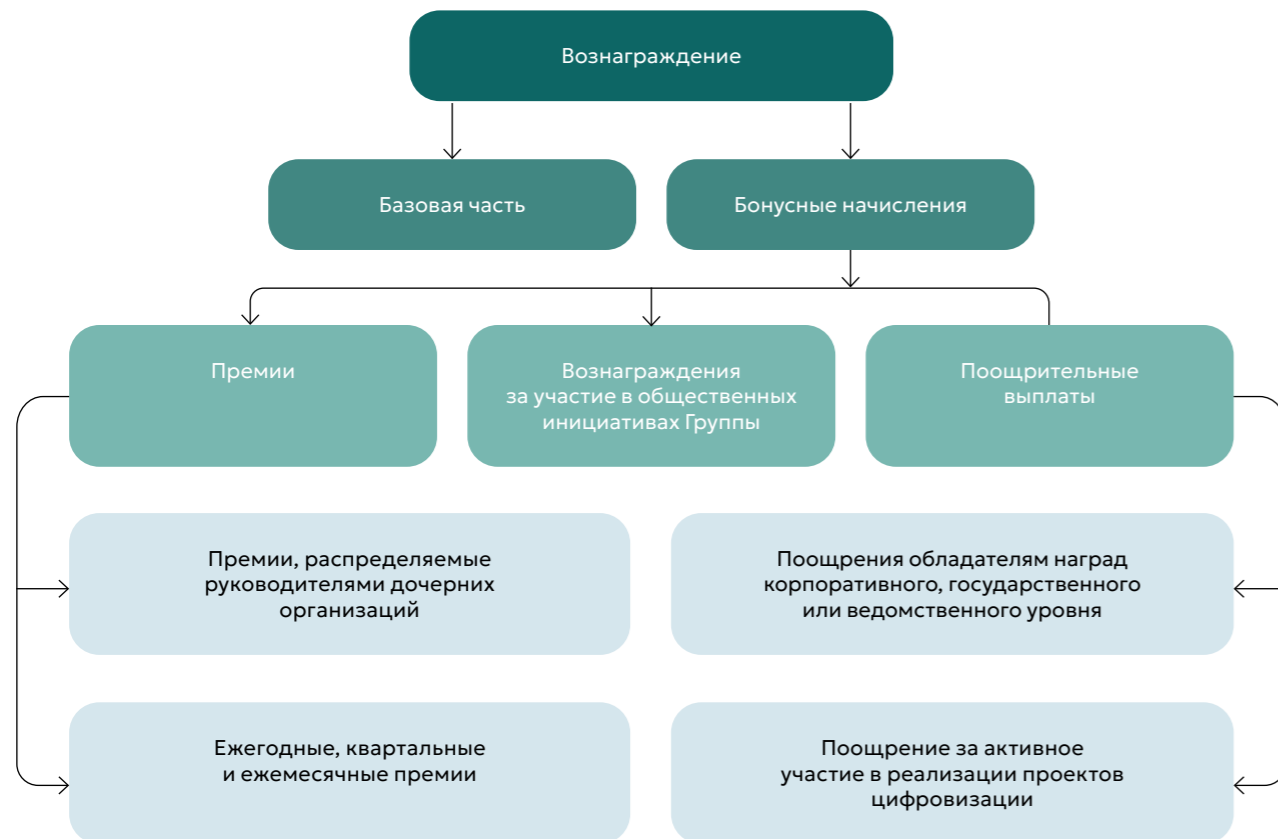 Вознаграждение
Базовая часть
Бонусные начисления
Премии
Вознаграждения
за участие в общественных
инициативах Группы
Поощрительные
выплаты
Премии, распределяемые
руководителями дочерних
организаций
Поощрения обладателям наград
корпоративного, государственного
или ведомственного уровня
Ежегодные, квартальные
и ежемесячные премии
Поощрение за активное
участие в реализации проектов
цифровизации